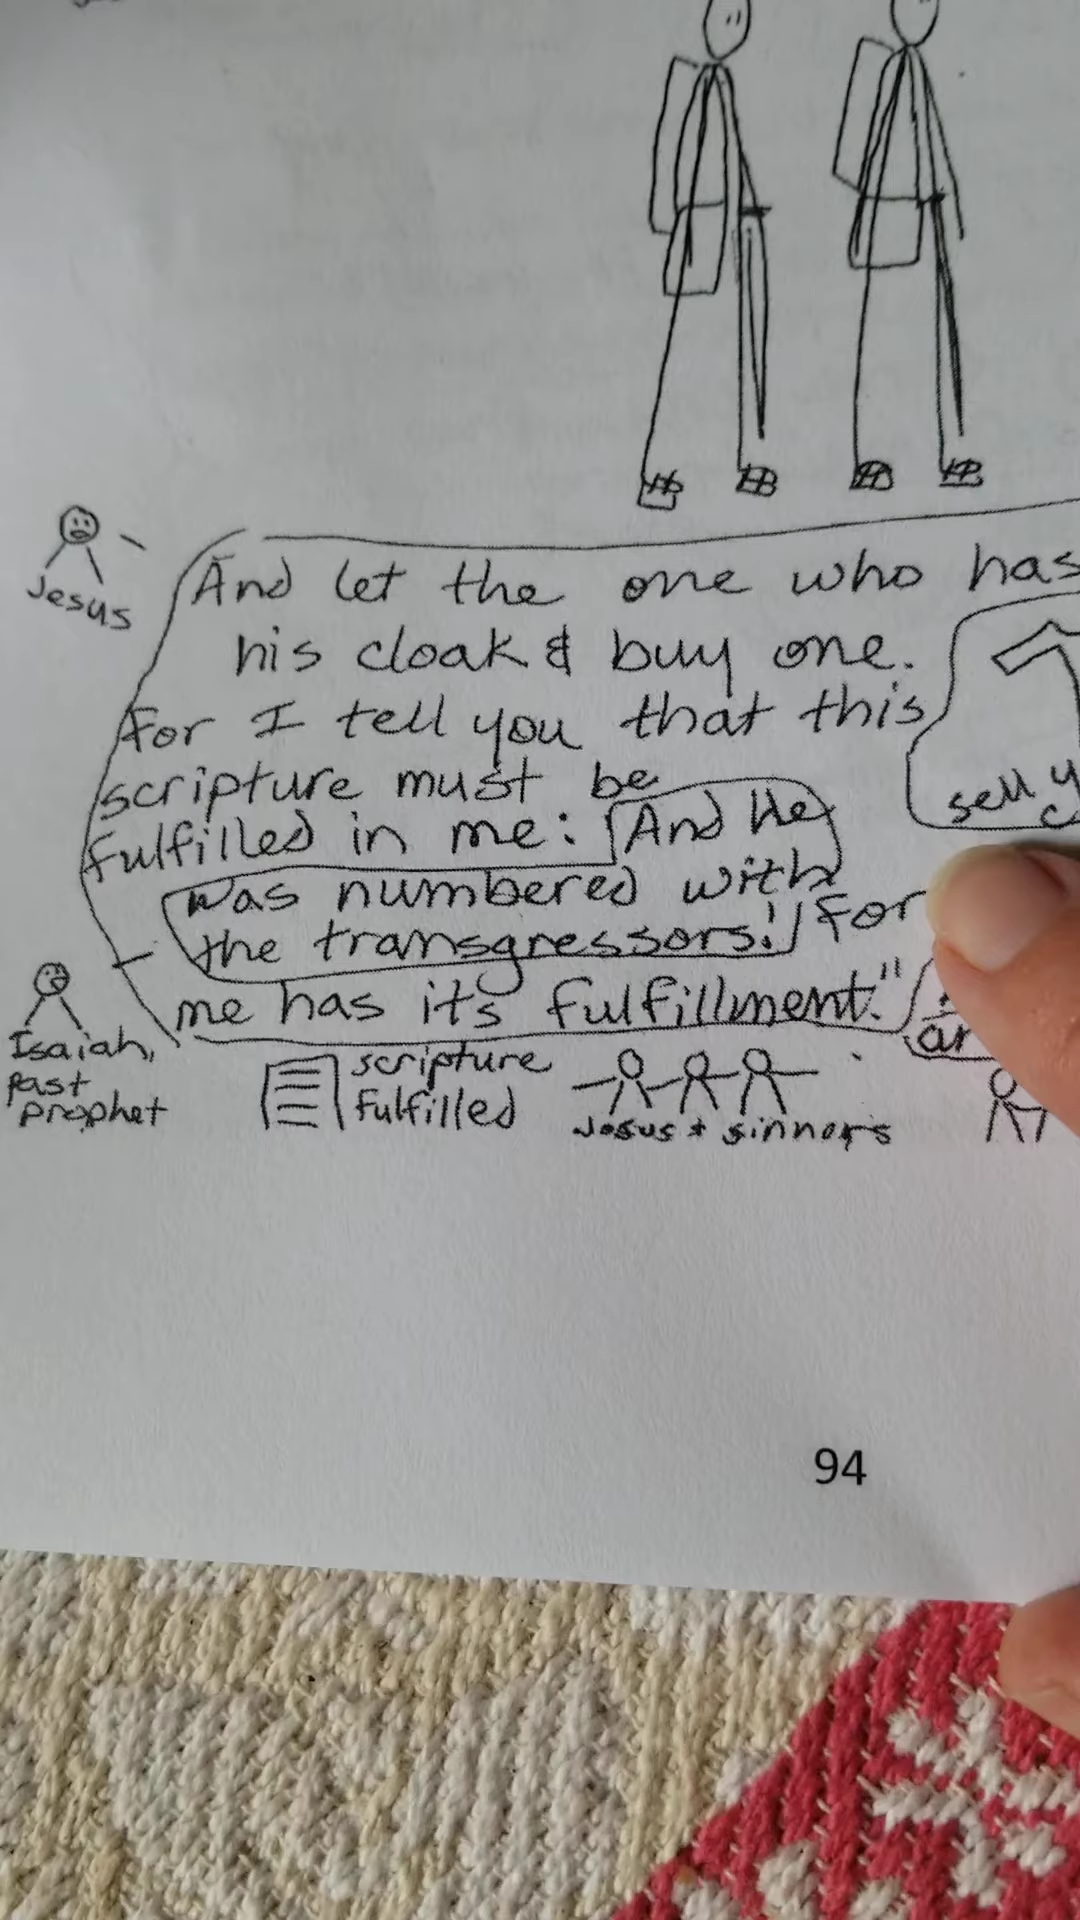 Jesus
And let the one who has
his cloak & buy one.
For I tell you that this
scripture must be
fulfilled in me: And He
was numbered with
the transgressors! For
me has it's fulfillment."
sell
Isaiah,
past
prophet
scripture
fulfilled
Jesus + sinners
94